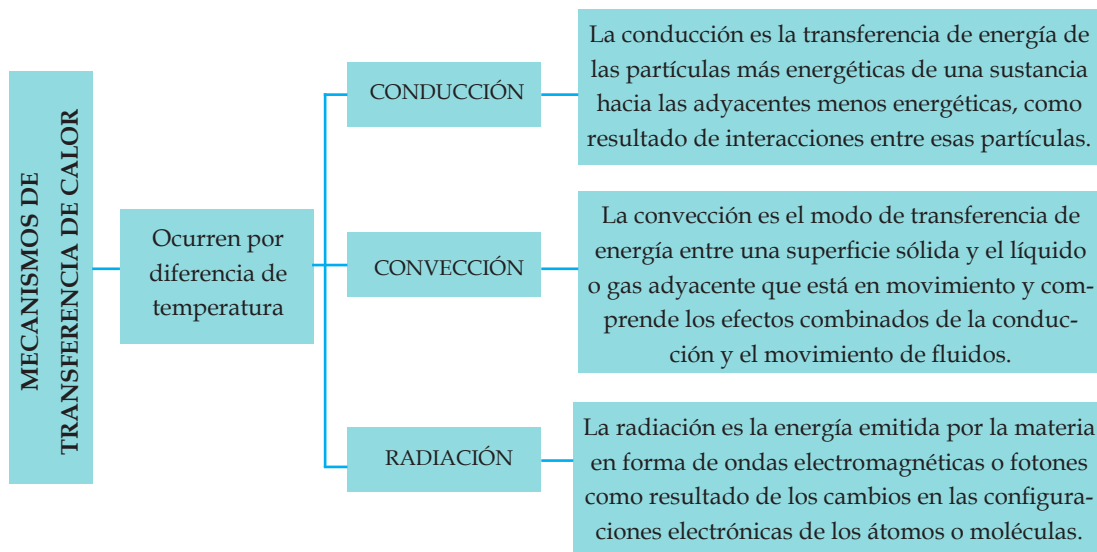 MECANISMOS DE
TRANSFERENCIA DE CALOR
Ocurren por
diferencia de
temperatura
CONDUCCIÓN
La conducción es la transferencia de energía de
las partículas más energéticas de una sustancia
hacia las adyacentes menos energéticas, como
resultado de interacciones entre esas partículas.
CONVECCIÓN
La convección es el modo de transferencia de
energía entre una superficie sólida y el líquido
o gas adyacente que está en movimiento y com-
prende los efectos combinados de la conduc-
ción y el movimiento de fluidos.
RADIACIÓN
La radiación es la energía emitida por la materia
en forma de ondas electromagnéticas o fotones
como resultado de los cambios en las configura-
ciones electrónicas de los átomos o moléculas.